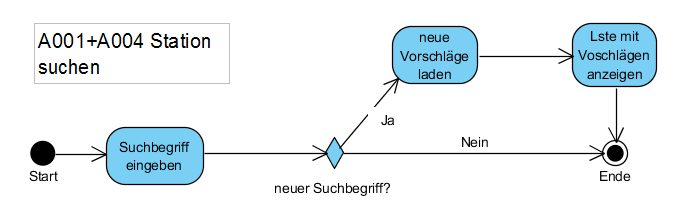 A001+A004 Station
suchen
neue
Vorschläge
laden
Lste mit
Voschlägen
anzeigen
Ja
Suchbegriff
eingeben
Nein
Start
neuer Suchbegriff?
Ende